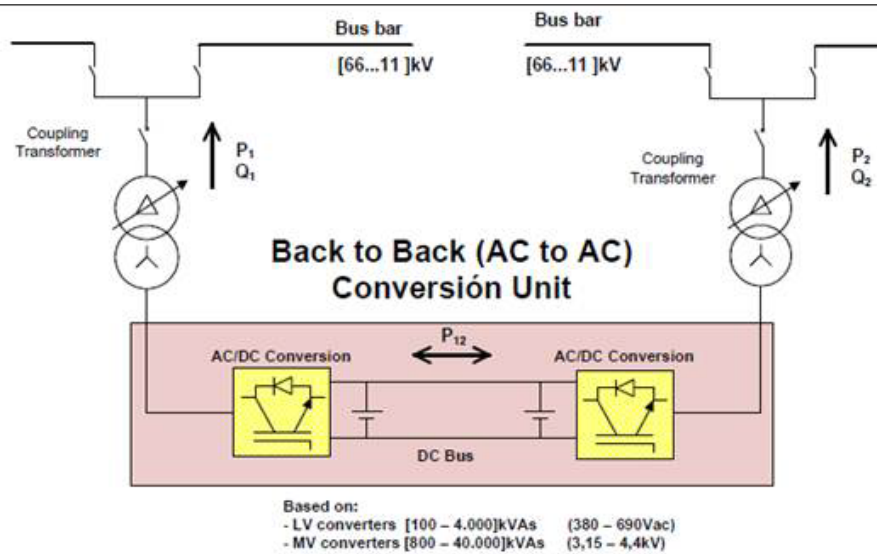 Bus bar
[66...11 ]kV
Bus bar
[66...11 ]kV
Coupling
Transformer
P₁
Q₁
Coupling
Transformer
P₂
Q₂
Back to Back (AC to AC)
Conversión Unit
P₁₂
AC/DC Conversion
AC/DC Conversion
DC Bus
Based on:
- LV converters [100 – 4.000]kVAs (380 – 690Vac)
- MV converters [800 – 40.000]kVAs (3,15 – 4,4kV)